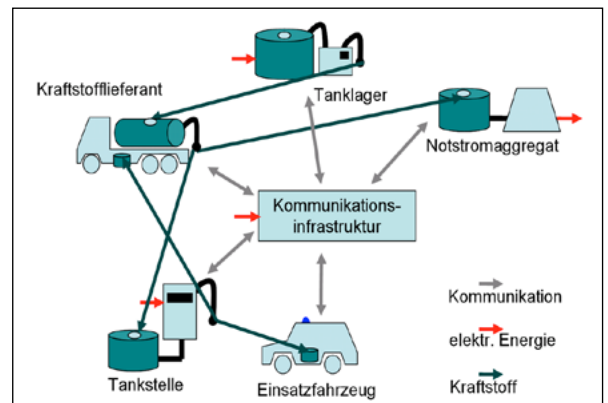 Kraftstofflieferant
Tanklager
Notstromaggregat
Kommunikations-
infrastruktur
Kommunikation
elektr. Energie
Kraftstoff
Tankstelle
Einsatzfahrzeug